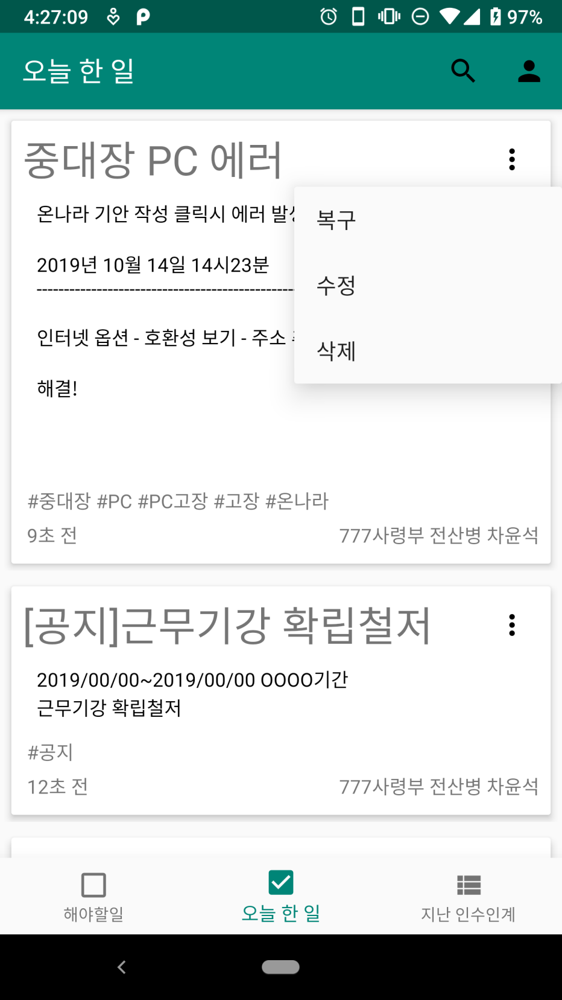 4:27:09
97%
오늘 한 일
중대장 PC 에러
온나라 기안 작성 클릭시 에러
복구
2019년 10월 14일 14시23분
------------------------------------------------
수정
인터넷 옵션 - 호환성 보기 - 주소
삭제
해결!
#중대장 #PC #PC고장 #고장 #온나라
9초 전
777사령부 전산병 차윤석
[공지]근무기강 확립철저
2019/00/00~2019/00/00 OOOO기간
근무기강 확립철저
#공지
12초 전
777사령부 전산병 차윤석
해야할일
오늘 한 일
지난 인수인계